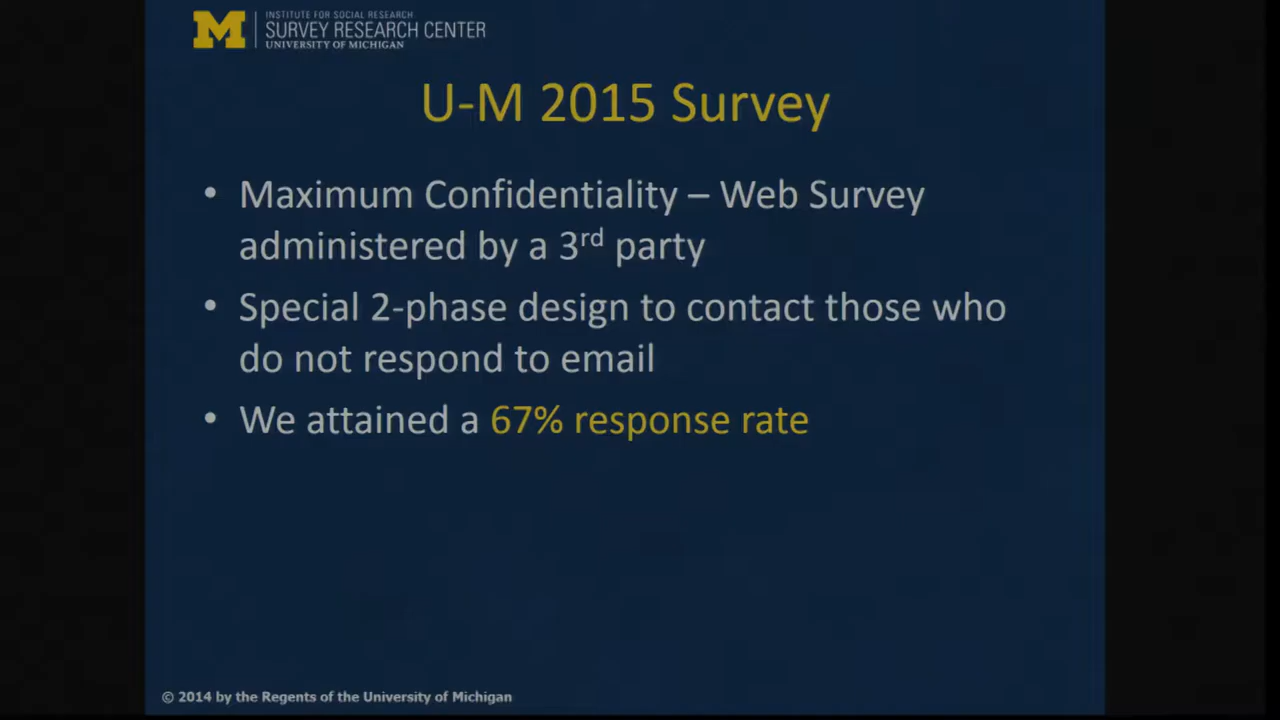 INSTITUTE FOR SOCIAL RESEARCH
SURVEY RESEARCH CENTER
UNIVERSITY OF MICHIGAN
U-M 2015 Survey
• Maximum Confidentiality – Web Survey
administered by a 3rd party
• Special 2-phase design to contact those who
do not respond to email
• We attained a 67% response rate
© 2014 by the Regents of the University of Michigan